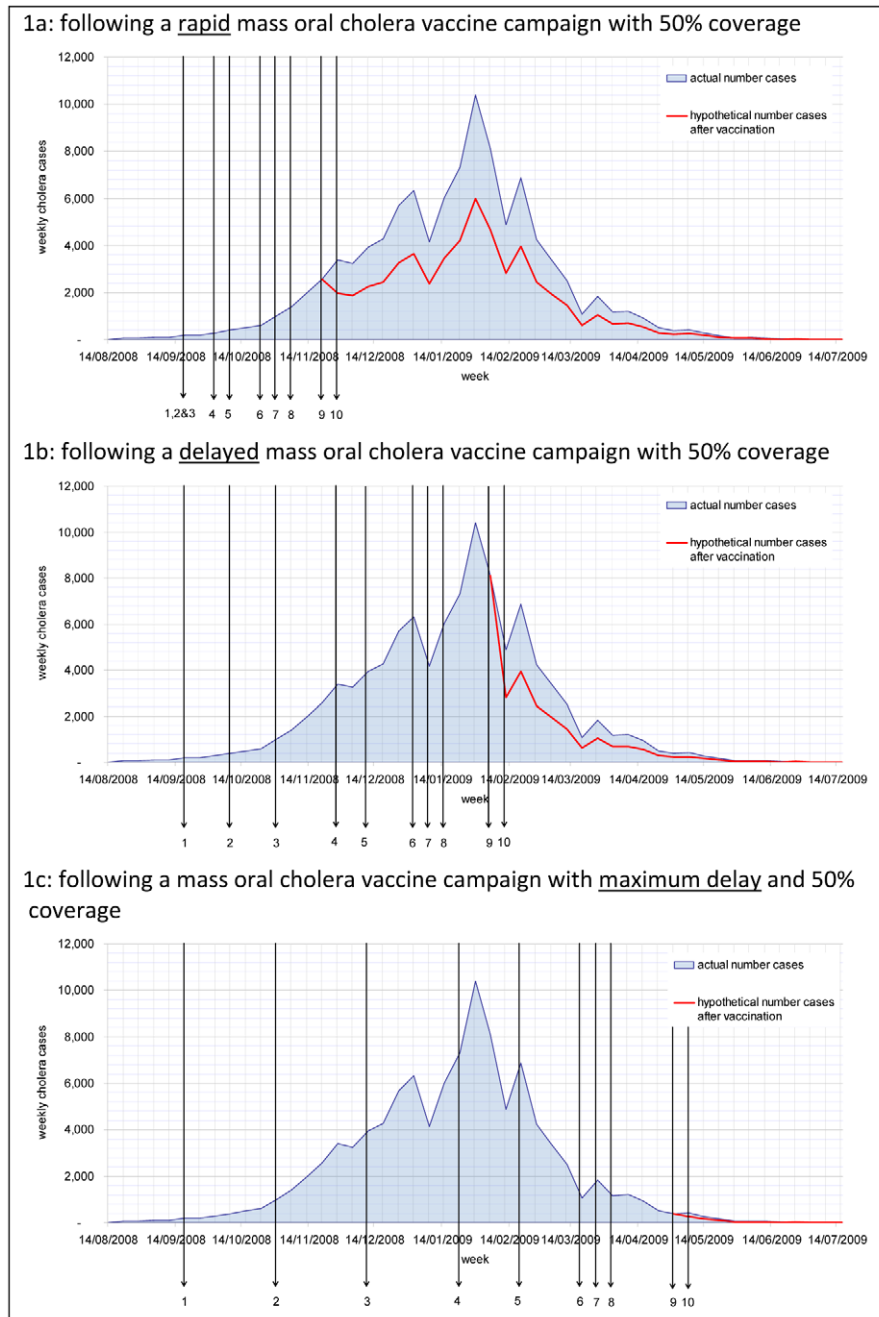 1a: following a rapid mass oral cholera vaccine campaign with 50% coverage
12,000
10,000
8,000
6,000
4,000
2,000
-
weekly cholera cases
actual number cases
hypothetical number cases
after vaccination
14/08/2008 14/09/2008 14/10/2008 14/11/2008 14/12/2008 14/01/2009 14/02/2009 14/03/2009 14/04/2009 14/05/2009 14/06/2009 14/07/2009
week
1,2&3 4 5 6 7 8 9 10
1b: following a delayed mass oral cholera vaccine campaign with 50% coverage
12,000
10,000
8,000
6,000
4,000
2,000
-
weekly cholera cases
actual number cases
hypothetical number cases
after vaccination
14/08/2008 14/09/2008 14/10/2008 14/11/2008 14/12/2008 14/01/2009 14/02/2009 14/03/2009 14/04/2009 14/05/2009 14/06/2009 14/07/2009
week
1 2 3 4 5 6 7 8 9 10
1c: following a mass oral cholera vaccine campaign with maximum delay and 50%
coverage
12,000
10,000
8,000
6,000
4,000
2,000
-
weekly cholera cases
actual number cases
hypothetical number cases
after vaccination
14/08/2008 14/09/2008 14/10/2008 14/11/2008 14/12/2008 14/01/2009 14/02/2009 14/03/2009 14/04/2009 14/05/2009 14/06/2009 14/07/2009
week
1 2 3 4 5 6 7 8 9 10